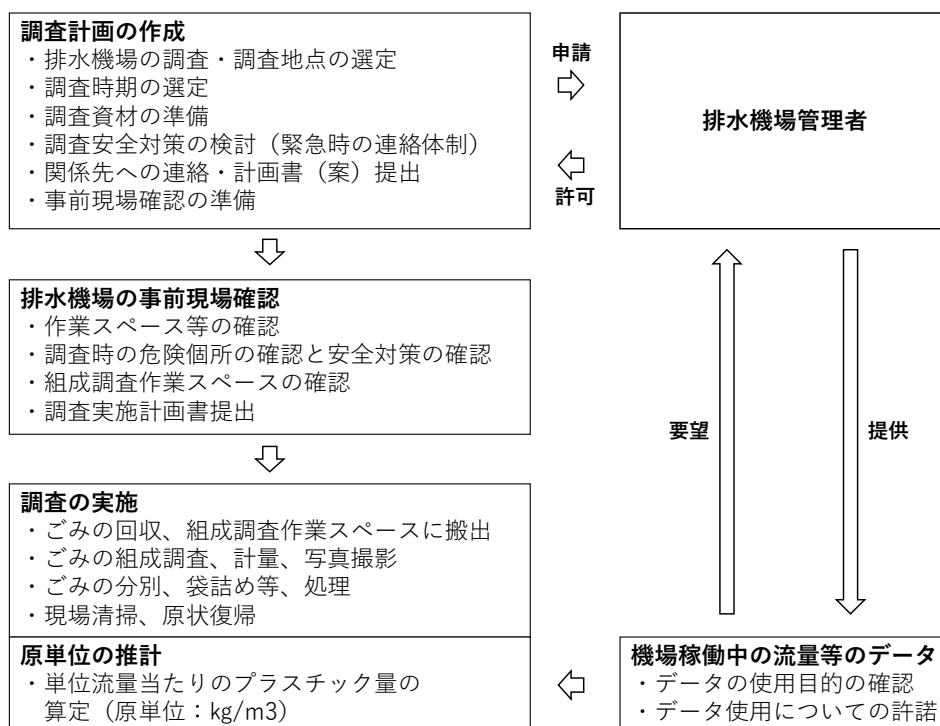 調査計画の作成
・排水機場の調査・調査地点の選定
・調査時期の選定
・調査資材の準備
・調査安全対策の検討（緊急時の連絡体制）
・関係先への連絡・計画書（案）提出
・事前現場確認の準備
申請
許可
排水機場管理者
排水機場の事前現場確認
・作業スペース等の確認
・調査時の危険個所の確認と安全対策の確認
・組成調査作業スペースの確認
・調査実施計画書提出
要望
提供
調査の実施
・ごみの回収、組成調査作業スペースに搬出
・ごみの組成調査、計量、写真撮影
・ごみの分別、袋詰め等、処理
・現場清掃、原状復帰
原単位の推計
・単位流量当たりのプラスチック量の
算定（原単位：kg/m3）
機場稼働中の流量等のデータ
・データの使用目的の確認
・データ使用についての許諾